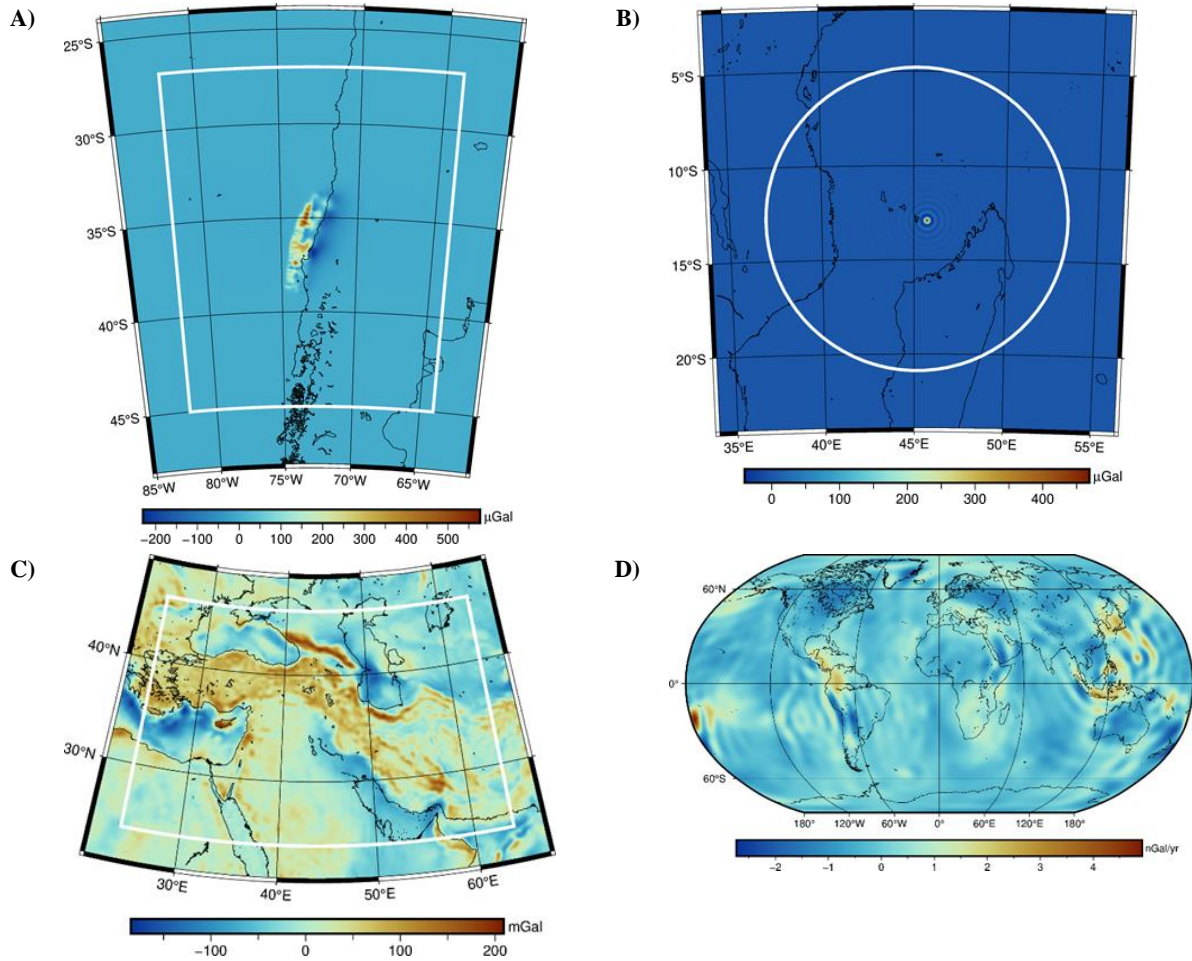 A)
25°S
30°S
35°S
40°S
45°S
85°W 80°W 75°W 70°W 65°W
−200 −100 0 100 200 300 400 500 μGal
B)
5°S
10°S
15°S
20°S
35°E 40°E 45°E 50°E 55°E
0 100 200 300 400 μGal
C)
40°N
30°N
30°E 40°E 50°E 60°E
−100 0 100 200 mGal
D)
60°N
0°
60°S
180° 120°W 60°W 0° 60°E 120°E 180°
−2 −1 0 1 2 3 4 nGal/yr